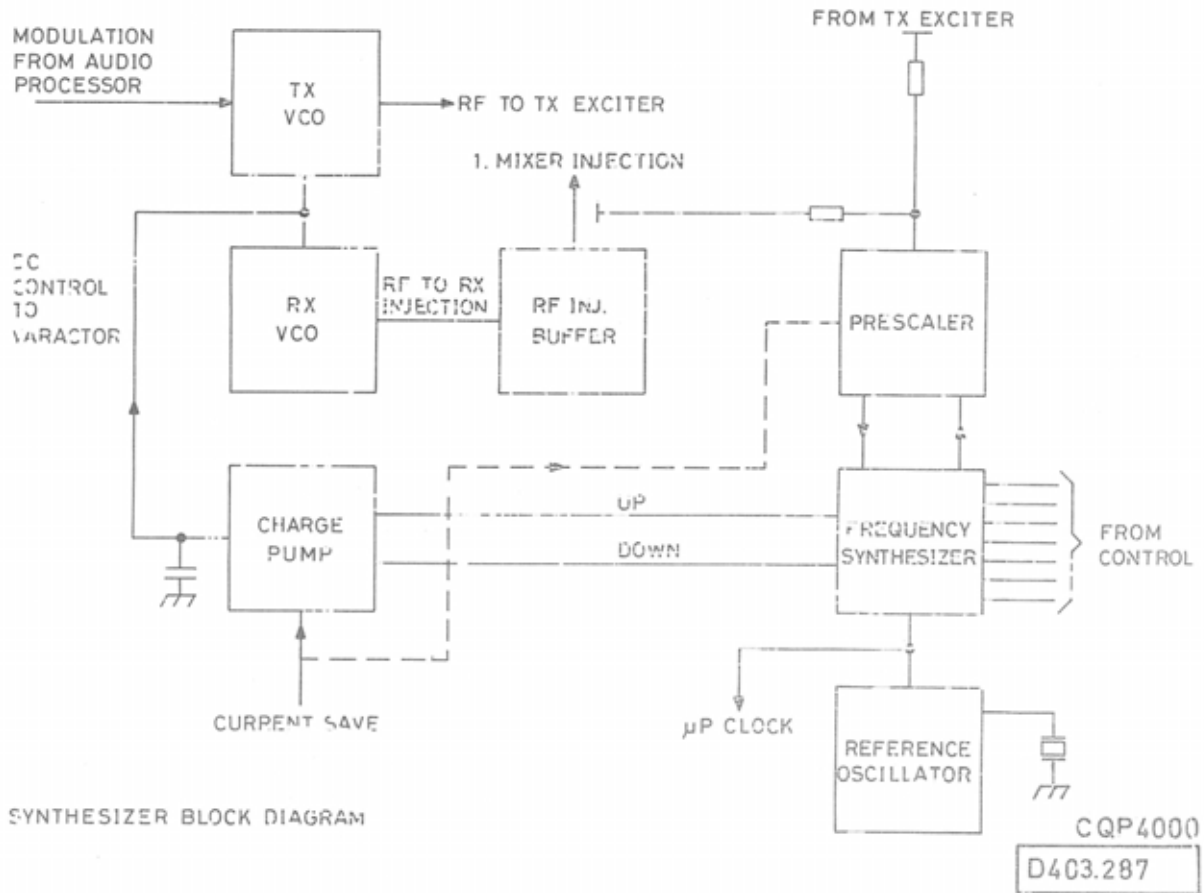 MODULATION
FROM AUDIO
PROCESSOR
TX
VCO
RF TO TX EXCITER
FROM TX EXCITER
1. MIXER INJECTION
CONTROL
TO
VARACTOR
RX
VCO
RF TO RX
INJECTION
RF INJ.
BUFFER
PRESCALER
CHARGE
PUMP
UP
DOWN
FREQUENCY
SYNTHESIZER
FROM
CONTROL
CURRENT SAVE
µP CLOCK
REFERENCE
OSCILLATOR
SYNTHESIZER BLOCK DIAGRAM
CQP4000
D403.287